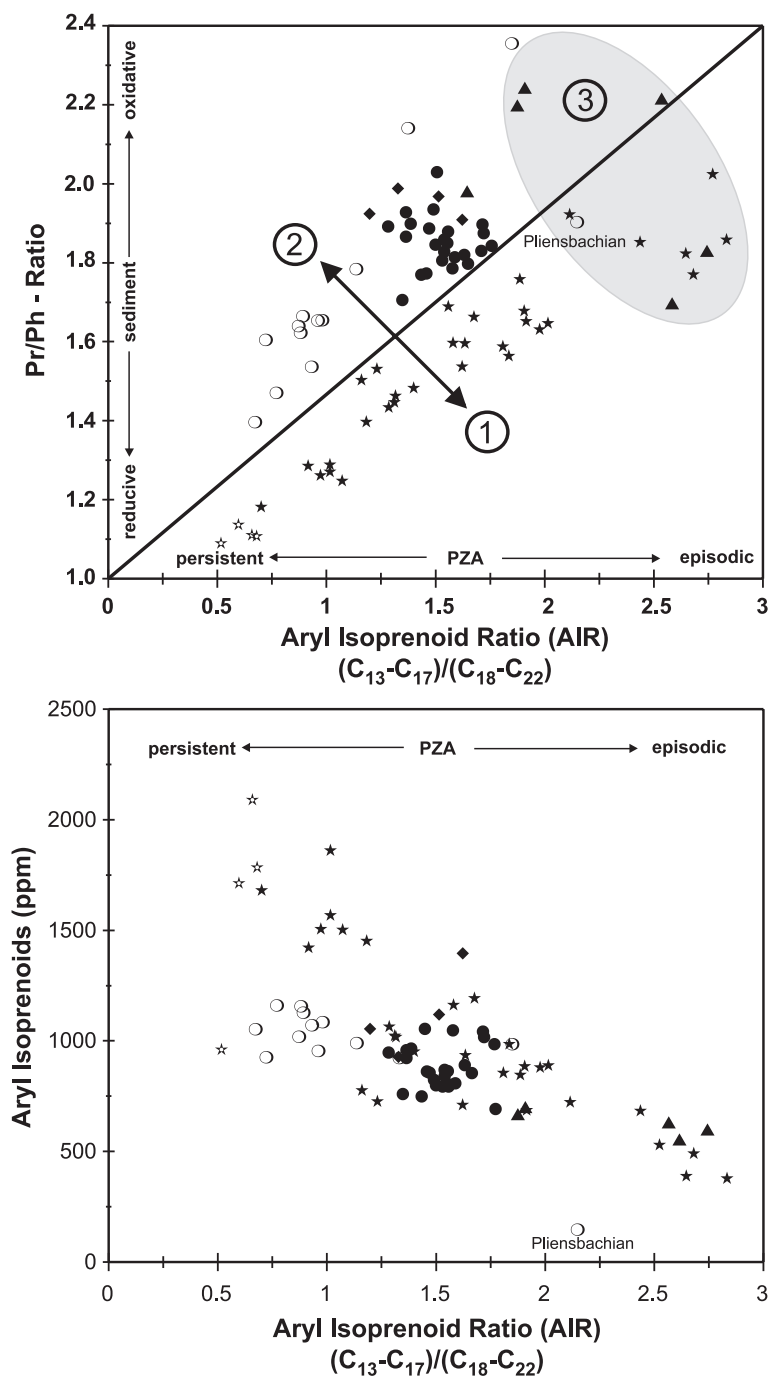 2.4
2.2
2.0
1.8
1.6
1.4
1.2
1.0
Pr/Ph - Ratio
oxidative
sediment
reducive
3
Pliensbachian
2
1
persistent PZA episodic
0.5 1 1.5 2 2.5 3
Aryl Isoprenoid Ratio (AIR)
(C13-C17)/(C18-C22)
2500
2000
1500
1000
500
0
Aryl Isoprenoids (ppm)
persistent PZA episodic
Pliensbachian
0 0.5 1 1.5 2 2.5 3
Aryl Isoprenoid Ratio (AIR)
(C13-C17)/(C18-C22)